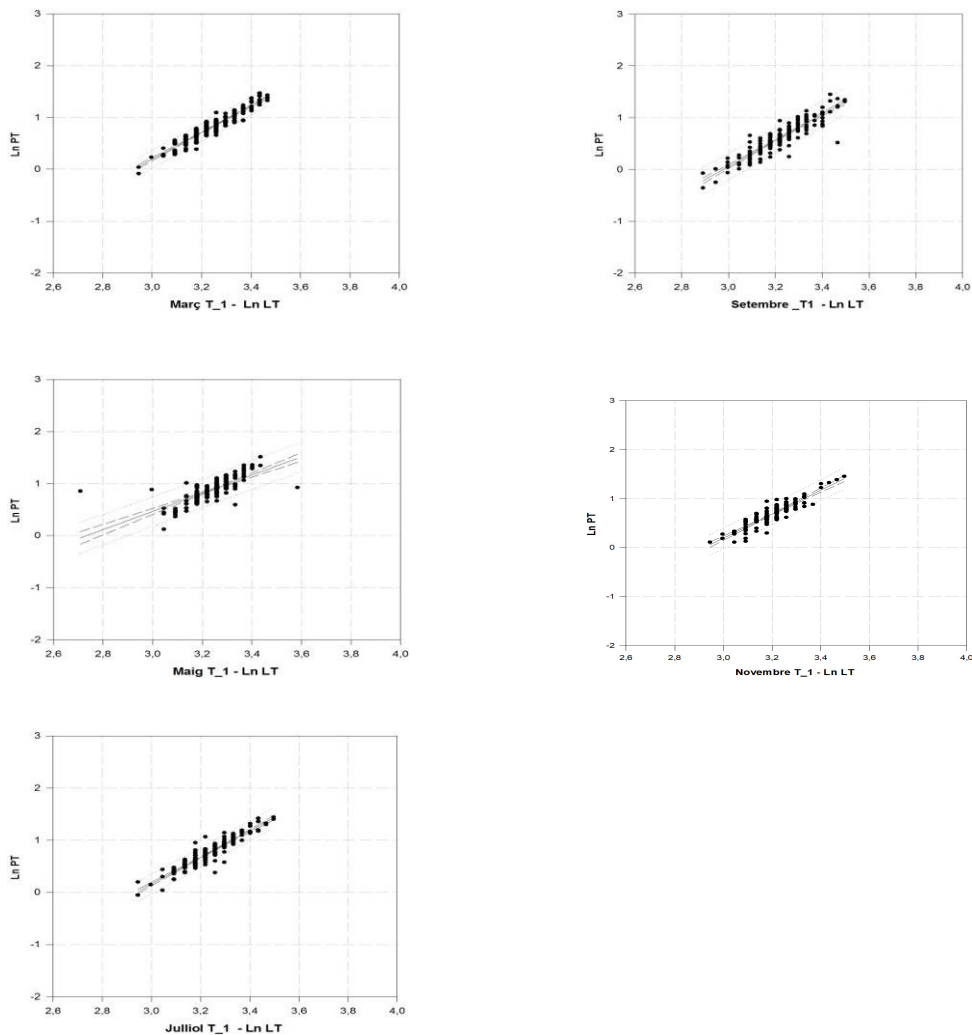 3
2
1
0
-1
-2
Ln PT
2,6 2,8 3,0 3,2 3,4 3,6 3,8 4,0
Març T_1 - Ln LT
3
2
1
0
-1
-2
Ln PT
2,6 2,8 3,0 3,2 3,4 3,6 3,8 4,0
Setembre _T1 - Ln LT
3
2
1
0
-1
-2
Ln PT
2,6 2,8 3,0 3,2 3,4 3,6 3,8 4,0
Maig T_1 - Ln LT
3
2
1
0
-1
-2
Ln PT
2,6 2,8 3,0 3,2 3,4 3,6 3,8 4,0
Novembre T_1 - Ln LT
3
2
1
0
-1
-2
Ln PT
2,6 2,8 3,0 3,2 3,4 3,6 3,8 4,0
Julliol T_1 - Ln LT